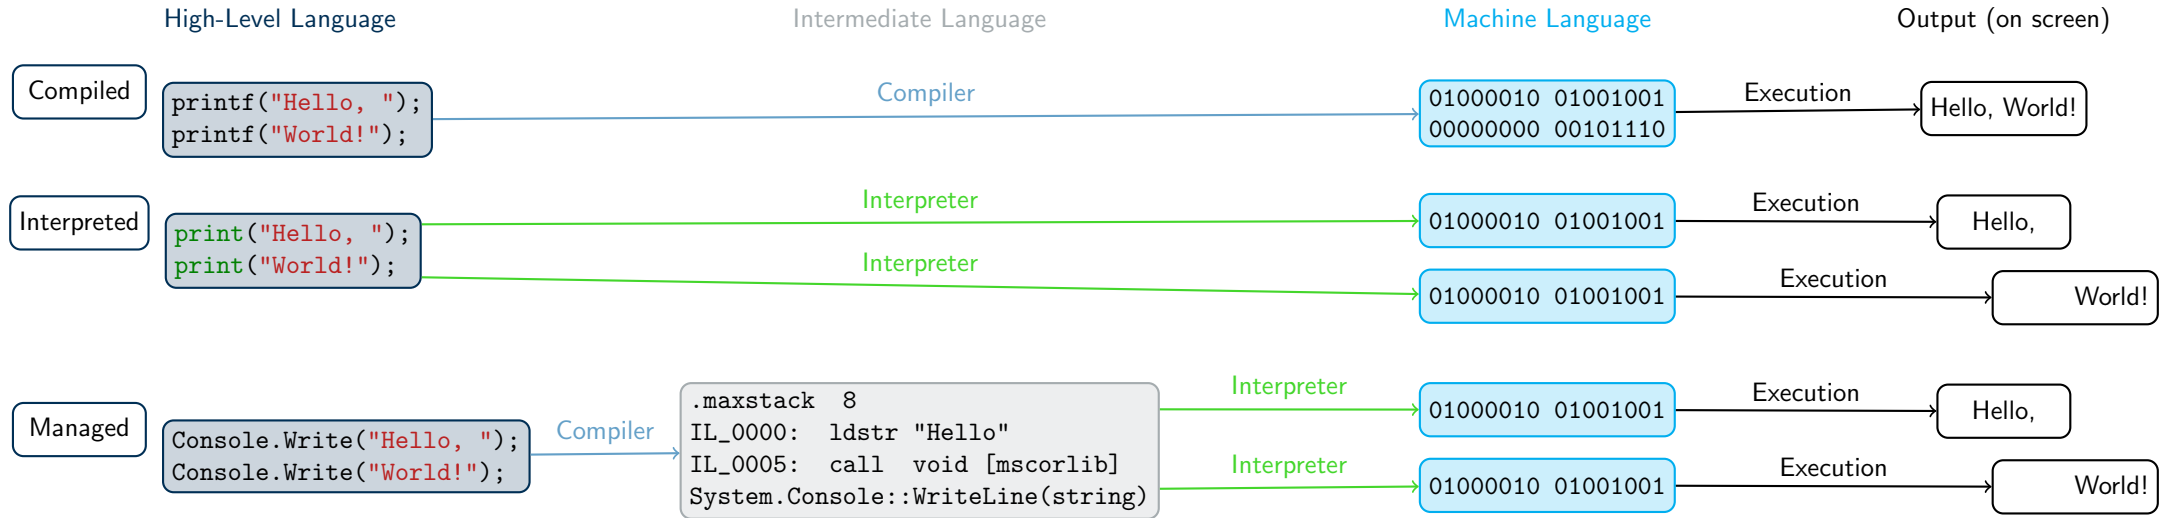 High-Level Language
Intermediate Language
Machine Language
Output (on screen)
Compiled
printf("Hello, ");
printf("World!");
Compiler
01000010 01001001
00000000 00101110
Execution
Hello, World!
Interpreted
print("Hello, ");
print("World!");
Interpreter
01000010 01001001
Execution
Hello,
Interpreter
01000010 01001001
Execution
World!
Managed
Console.Write("Hello, ");
Console.Write("World!");
Compiler
.maxstack  8
IL_0000:  ldstr "Hello"
IL_0005:  call  void [mscorlib]
System.Console::WriteLine(string)
Interpreter
01000010 01001001
Execution
Hello,
Interpreter
01000010 01001001
Execution
World!